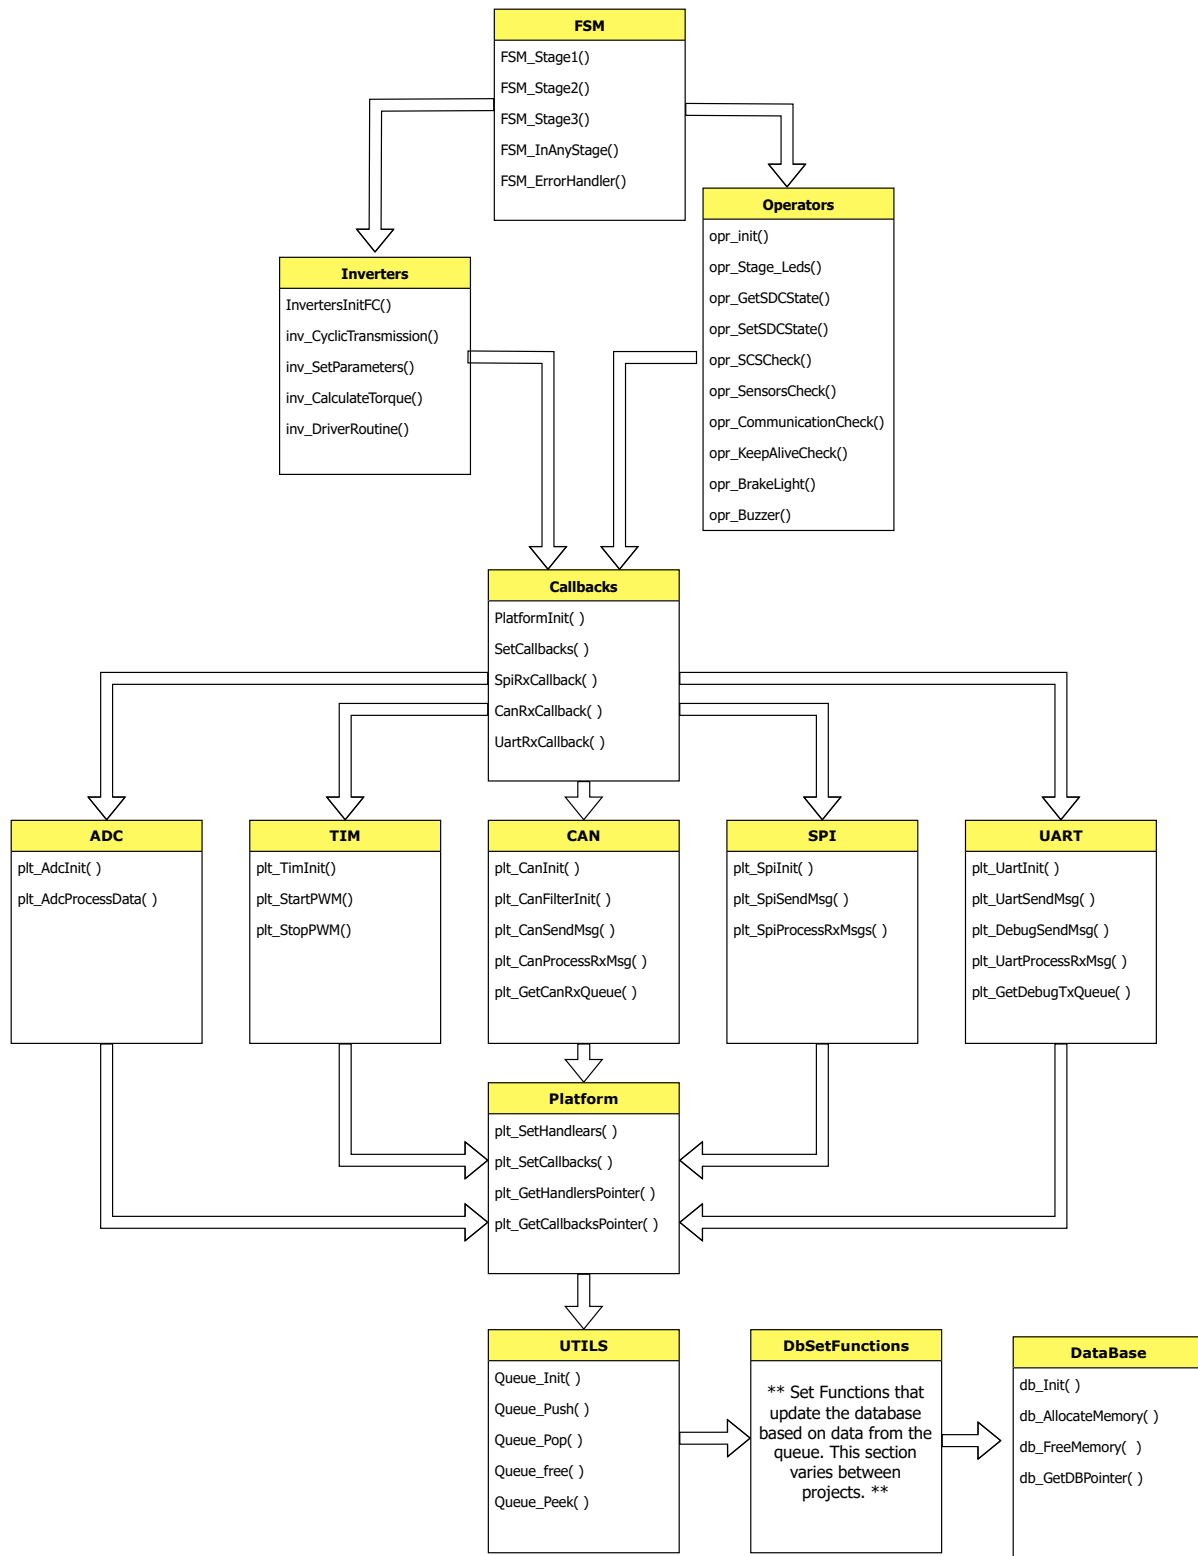 FSM
FSM_Stage1()
FSM_Stage2()
FSM_Stage3()
FSM_InAnyStage()
FSM_ErrorHandler()
Operators
opr_init()
opr_Stage_Leds()
opr_GetSDCState()
opr_SetSDCState()
opr_SCSCheck()
opr_SensorsCheck()
opr_CommunicationCheck()
opr_KeepAliveCheck()
opr_BrakeLight()
opr_Buzzer()
Inverters
InvertersInitFC()
inv_CyclicTransmission()
inv_SetParameters()
inv_CalculateTorque()
inv_DriverRoutine()
Callbacks
PlatformInit( )
SetCallbacks( )
SpiRxCallback( )
CanRxCallback( )
UartRxCallback( )
ADC
plt_AdcInit( )
plt_AdcProcessData( )
TIM
plt_TimInit()
plt_StartPWM()
plt_StopPWM()
CAN
plt_CanInit( )
plt_CanFilterInit( )
plt_CanSendMsg( )
plt_CanProcessRxMsg( )
plt_GetCanRxQueue( )
SPI
plt_SpiInit( )
plt_SpiSendMsg( )
plt_SpiProcessRxMsgs( )
UART
plt_UartInit( )
plt_UartSendMsg( )
plt_DebugSendMsg( )
plt_UartProcessRxMsg( )
plt_GetDebugTxQueue( )
Platform
plt_SetHandlears( )
plt_SetCallbacks( )
plt_GetHandlersPointer( )
plt_GetCallbacksPointer( )
UTILS
Queue_Init( )
Queue_Push( )
Queue_Pop( )
Queue_free( )
Queue_Peek( )
DbSetFunctions
** Set Functions that
update the database
based on data from the
queue. This section
varies between
projects. **
DataBase
db_Init( )
db_AllocateMemory( )
db_FreeMemory(  )
db_GetDBPointer( )